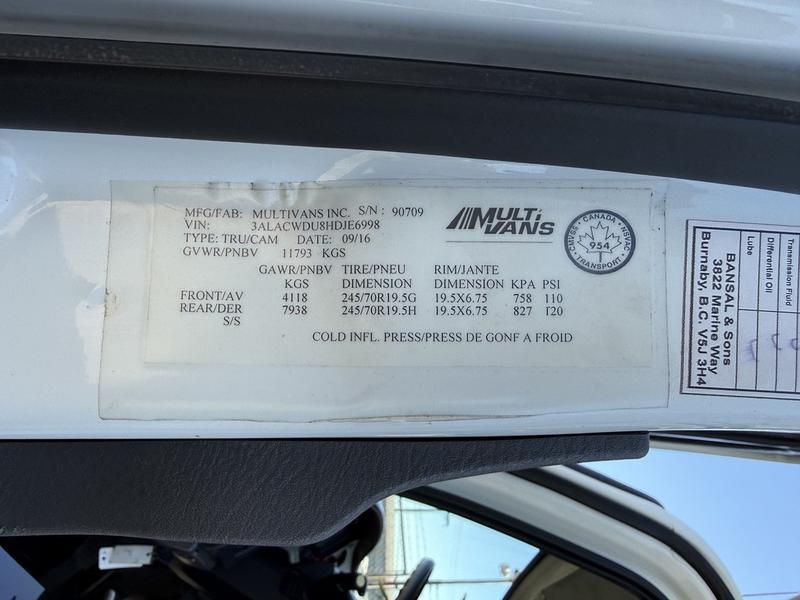 MFG/FAB: MULTIVANS INC. S/N : 90709
VIN: 3ALACWDU8HDJE6998
TYPE: TRU/CAM DATE: 09/16
GVWR/PNBV 11793 KGS
MULTI VANS
CANADA
CMVSS 954 NSVAC
TRANSPORT
GAWR/PNBV TIRE/PNEU RIM/JANTE
KGS DIMENSION DIMENSION KPA PSI
FRONT/AV 4118 245/70R19.5G 19.5X6.75 758 110
REAR/DER 7938 245/70R19.5H 19.5X6.75 827 120
S/S
COLD INFL. PRESS/PRESS DE GONF A FROID
BANSAL & Sons
3822 Marine Way
Burnaby, B.C. V5J 3H4
Lube
Differential Oil
Transmission Fluid